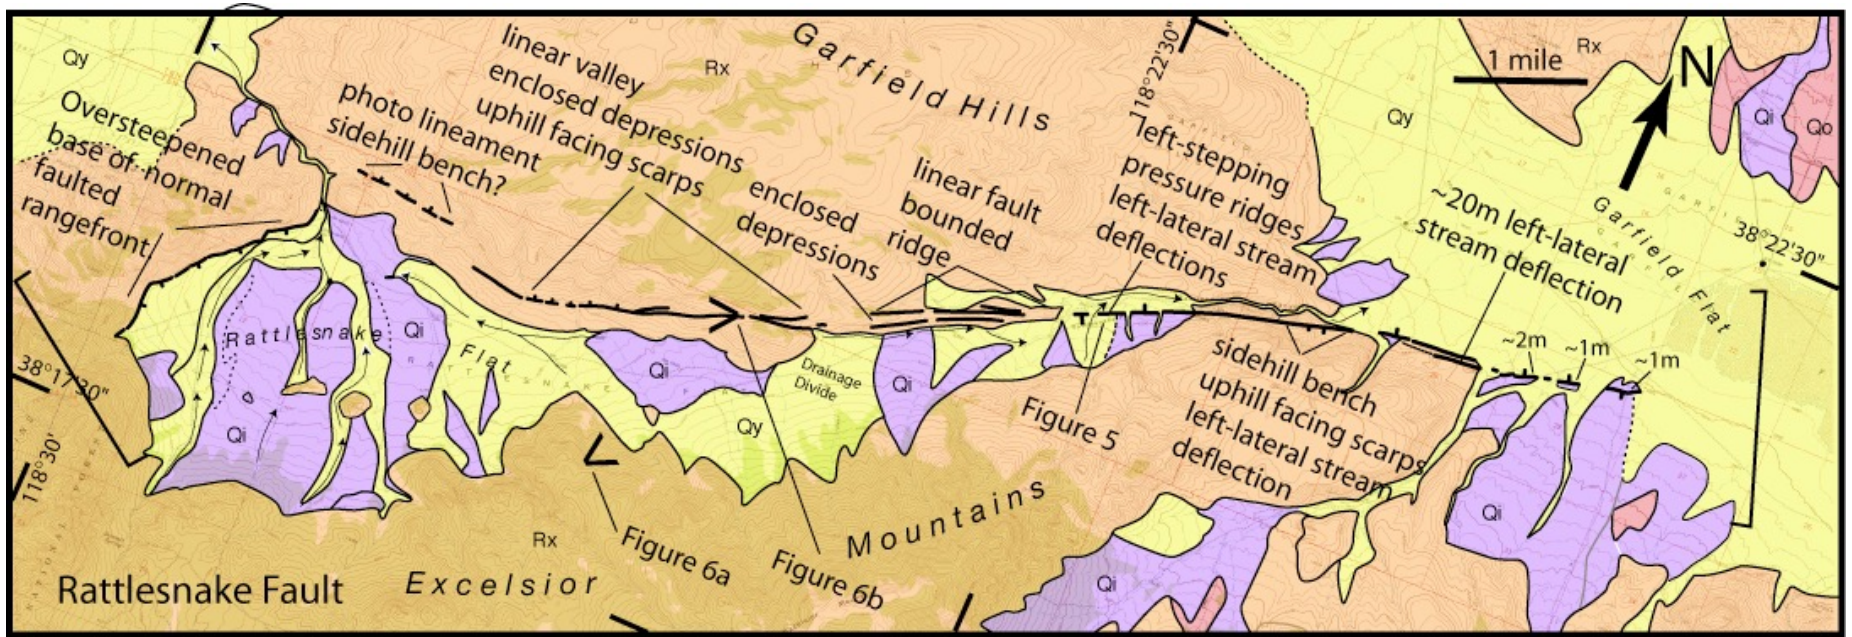 Qy
Oversteepened
base of normal
faulted
rangefront
photo lineament
sidehill bench?
linear valley
enclosed depressions
uphill facing scarps
Rx
Garfield Hills
enclosed
depressions
linear fault
bounded
ridge
118°22'30"
left-stepping
pressure ridges
left-lateral stream
deflections
Qy
1 mile
Rx
N
Qi
Qo
Garfield Flat
38°22'30"
~20m left-lateral
stream deflection
~2m
~1m
~1m
Rattlesnake
Flat
Qi
Qi
Qi
Drainage
Divide
Qi
Qy
38°17'30"
118°30'
Figure 5
sidehill bench
uphill facing scarps
left-lateral stream
deflection
Qi
Qi
Rx
Figure 6a
Figure 6b
Excelsior
Mountains
Rattlesnake Fault